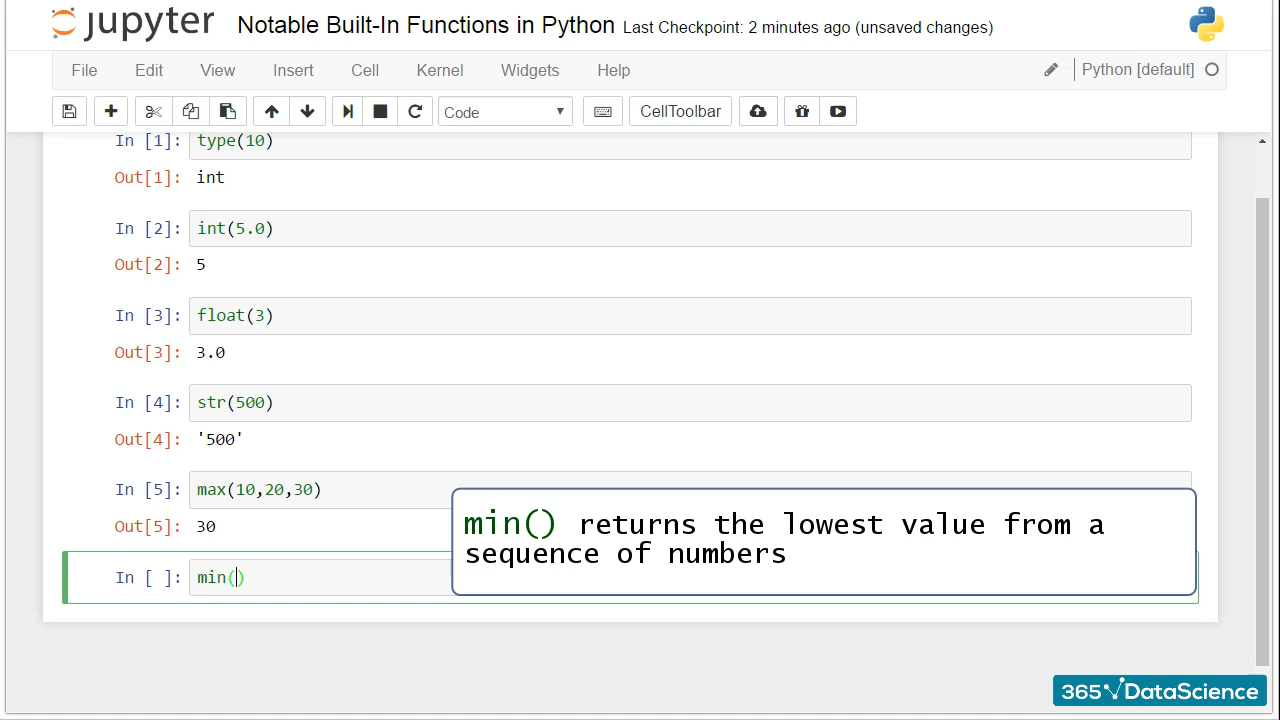 jupyter Notable Built-In Functions in Python Last Checkpoint: 2 minutes ago (unsaved changes)
File Edit View Insert Cell Kernel Widgets Help Python [default]
Code CellToolbar
In [1]: type(10)
Out[1]: int
In [2]: int(5.0)
Out[2]: 5
In [3]: float(3)
Out[3]: 3.0
In [4]: str(500)
Out[4]: '500'
In [5]: max(10,20,30)
Out[5]: 30
min() returns the lowest value from a
sequence of numbers
In [ ]: min()
365 DataScience